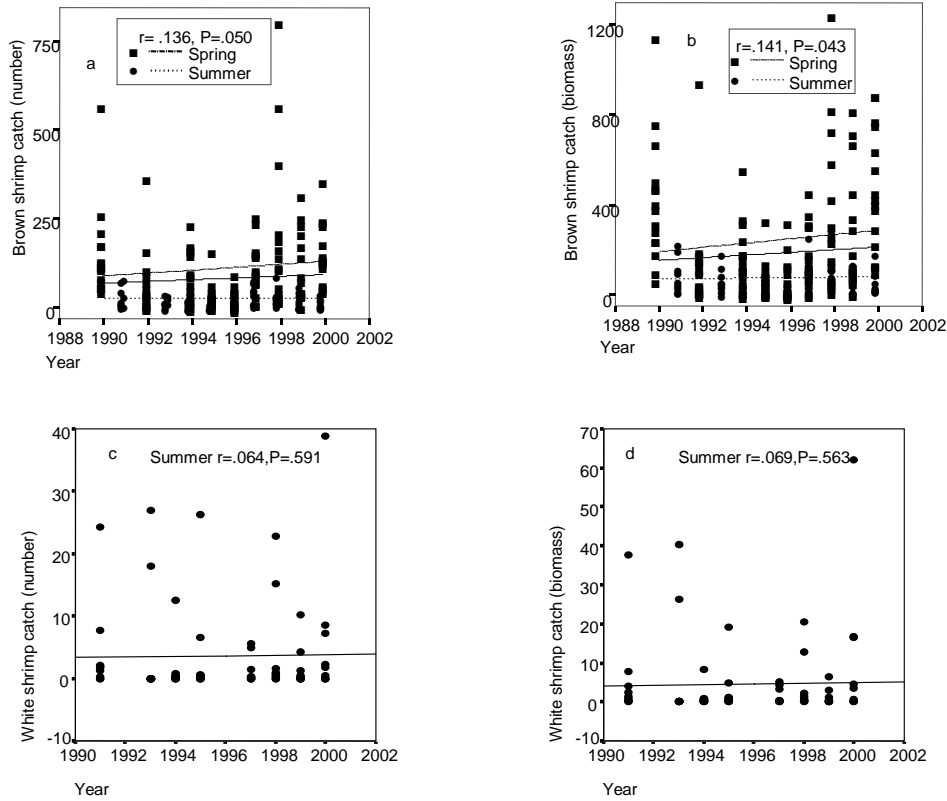 a
r= .136, P=.050
Spring
Summer
Brown shrimp catch (number)
750
500
250
0
1988 1990 1992 1994 1996 1998 2000 2002
Year
b
r=.141, P=.043
Spring
Summer
Brown shrimp catch (biomass)
1200
800
400
0
1988 1990 1992 1994 1996 1998 2000 2002
Year
c
Summer r=.064,P=.591
White shrimp catch (number)
40
30
20
10
0
-10
1990 1992 1994 1996 1998 2000 2002
Year
d
Summer r=.069,P=.563
White shrimp catch (biomass)
70
60
50
40
30
20
10
0
-10
1990 1992 1994 1996 1998 2000 2002
Year